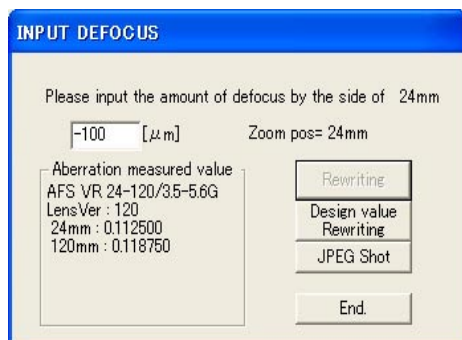 INPUT DEFOCUS
Please input the amount of defocus by the side of 24mm
-100 [μm] Zoom pos= 24mm
Aberration measured value
AFS VR 24-120/3.5-5.6G
LensVer : 120
24mm : 0.112500
120mm : 0.118750
Rewriting
Design value
Rewriting
JPEG Shot
End.